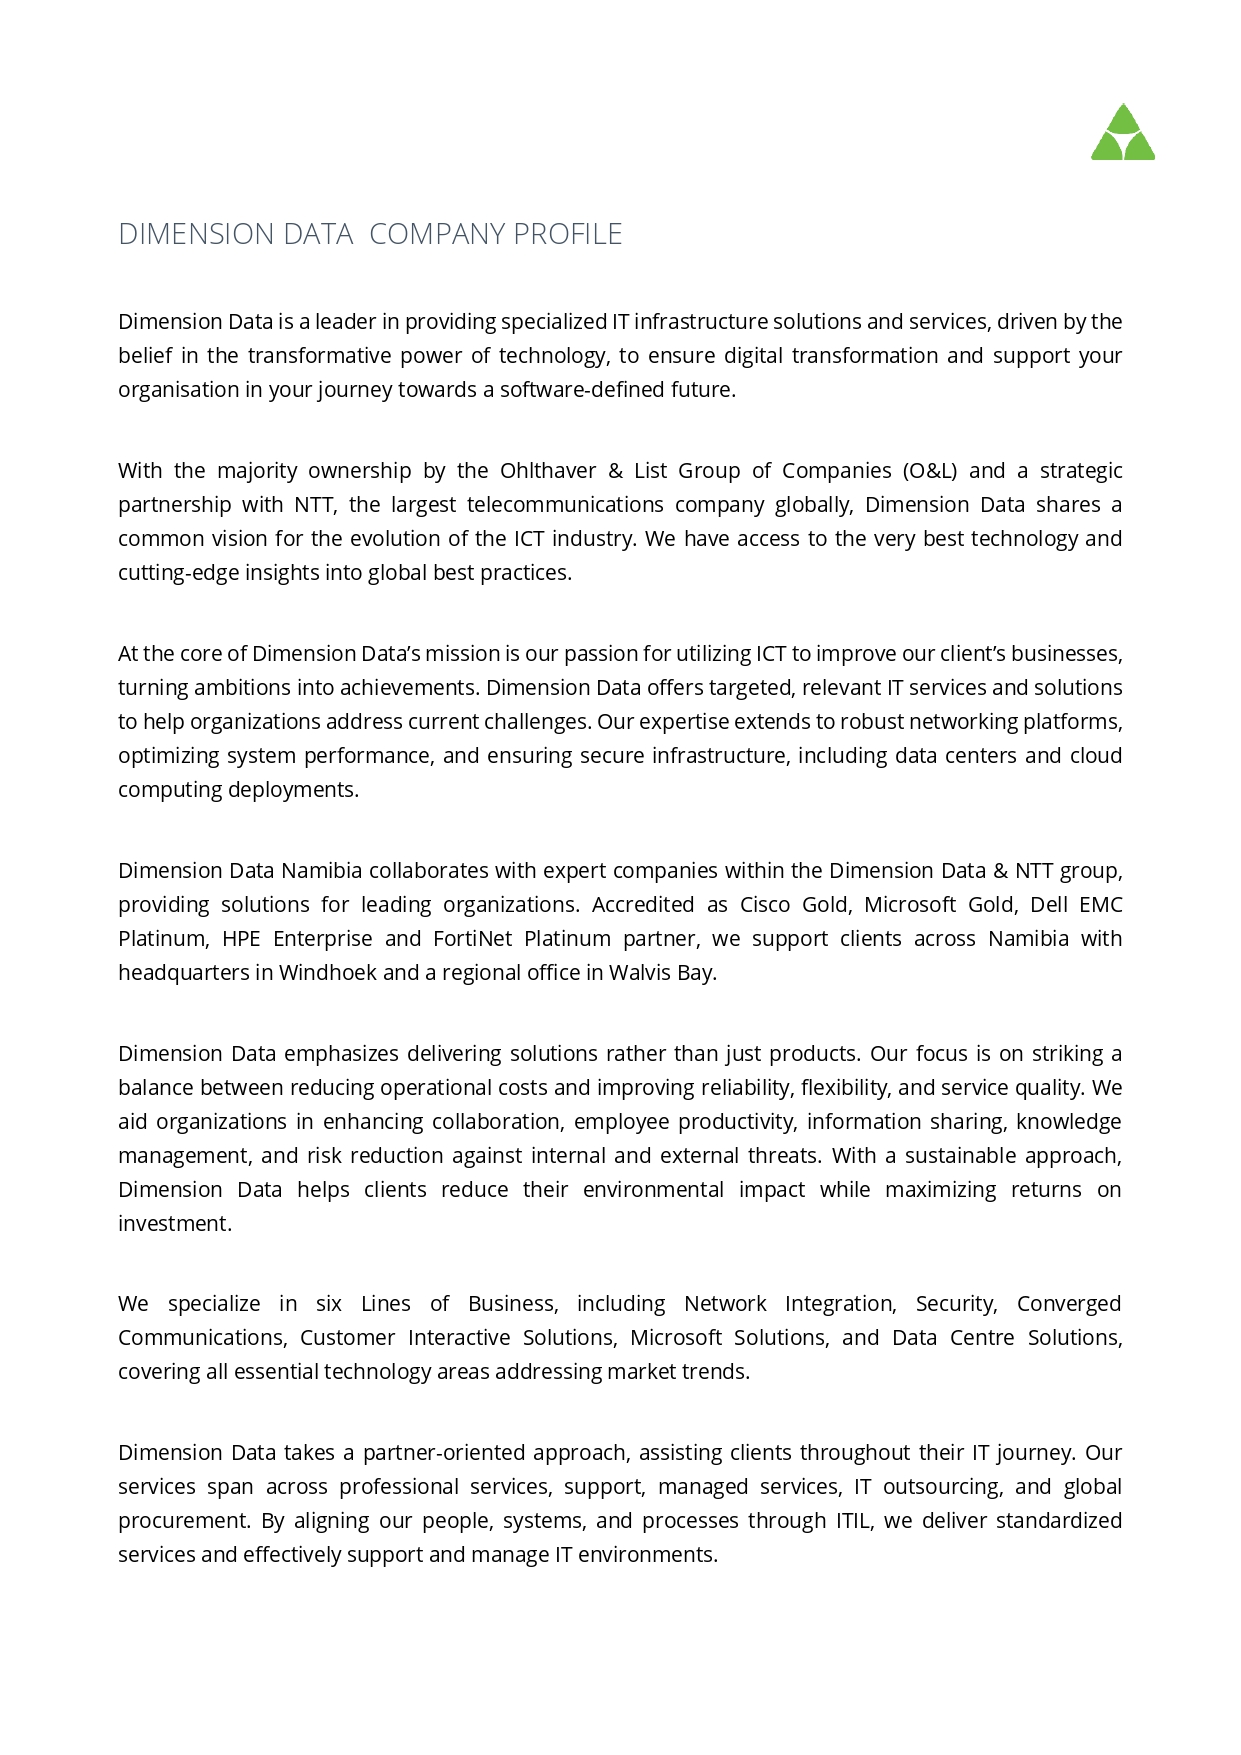 DIMENSION DATA  COMPANY PROFILE
Dimension Data is a leader in providing specialized IT infrastructure solutions and services, driven by the
belief in the transformative power of technology, to ensure digital transformation and support your
organisation in your journey towards a software-defined future.
With the majority ownership by the Ohlthaver & List Group of Companies (O&L) and a strategic
partnership with NTT, the largest telecommunications company globally, Dimension Data shares a
common vision for the evolution of the ICT industry. We have access to the very best technology and
cutting-edge insights into global best practices.
At the core of Dimension Data’s mission is our passion for utilizing ICT to improve our client’s businesses,
turning ambitions into achievements. Dimension Data offers targeted, relevant IT services and solutions
to help organizations address current challenges. Our expertise extends to robust networking platforms,
optimizing system performance, and ensuring secure infrastructure, including data centers and cloud
computing deployments.
Dimension Data Namibia collaborates with expert companies within the Dimension Data & NTT group,
providing solutions for leading organizations. Accredited as Cisco Gold, Microsoft Gold, Dell EMC
Platinum, HPE Enterprise and FortiNet Platinum partner, we support clients across Namibia with
headquarters in Windhoek and a regional office in Walvis Bay.
Dimension Data emphasizes delivering solutions rather than just products. Our focus is on striking a
balance between reducing operational costs and improving reliability, flexibility, and service quality. We
aid organizations in enhancing collaboration, employee productivity, information sharing, knowledge
management, and risk reduction against internal and external threats. With a sustainable approach,
Dimension Data helps clients reduce their environmental impact while maximizing returns on
investment.
We specialize in six Lines of Business, including Network Integration, Security, Converged
Communications, Customer Interactive Solutions, Microsoft Solutions, and Data Centre Solutions,
covering all essential technology areas addressing market trends.
Dimension Data takes a partner-oriented approach, assisting clients throughout their IT journey. Our
services span across professional services, support, managed services, IT outsourcing, and global
procurement. By aligning our people, systems, and processes through ITIL, we deliver standardized
services and effectively support and manage IT environments.